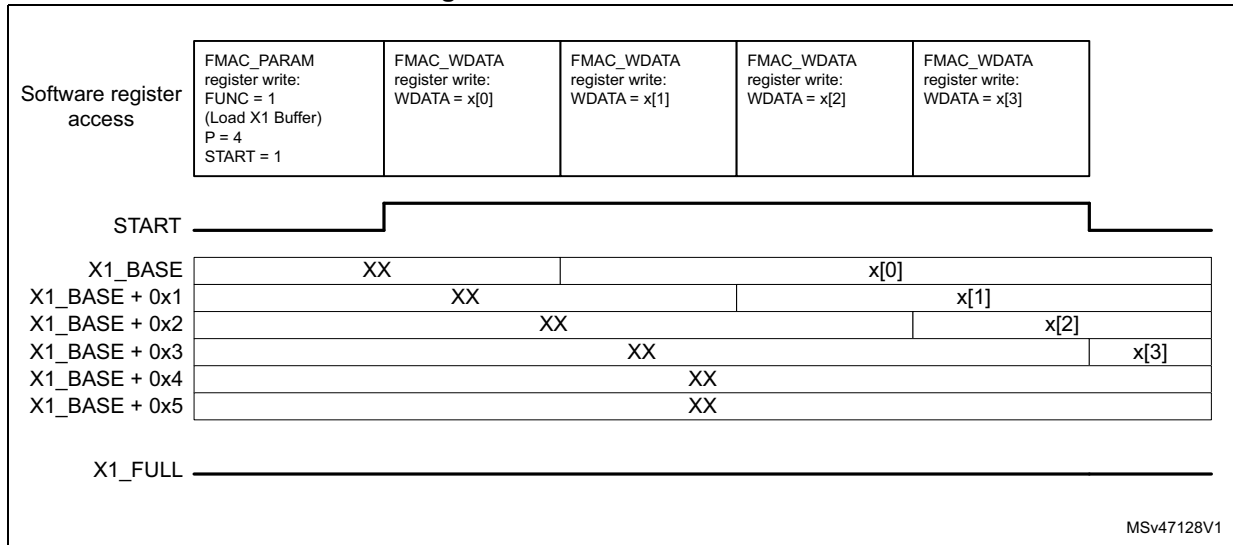 Software register
access
FMAC_PARAM
register write:
FUNC = 1
(Load X1 Buffer)
P = 4
START = 1
FMAC_WDATA
register write:
WDATA = x[0]
FMAC_WDATA
register write:
WDATA = x[1]
FMAC_WDATA
register write:
WDATA = x[2]
FMAC_WDATA
register write:
WDATA = x[3]
START
X1_BASE XX x[0]
X1_BASE + 0x1 XX x[1]
X1_BASE + 0x2 XX x[2]
X1_BASE + 0x3 XX x[3]
X1_BASE + 0x4 XX
X1_BASE + 0x5 XX
X1_FULL
MSv47128V1